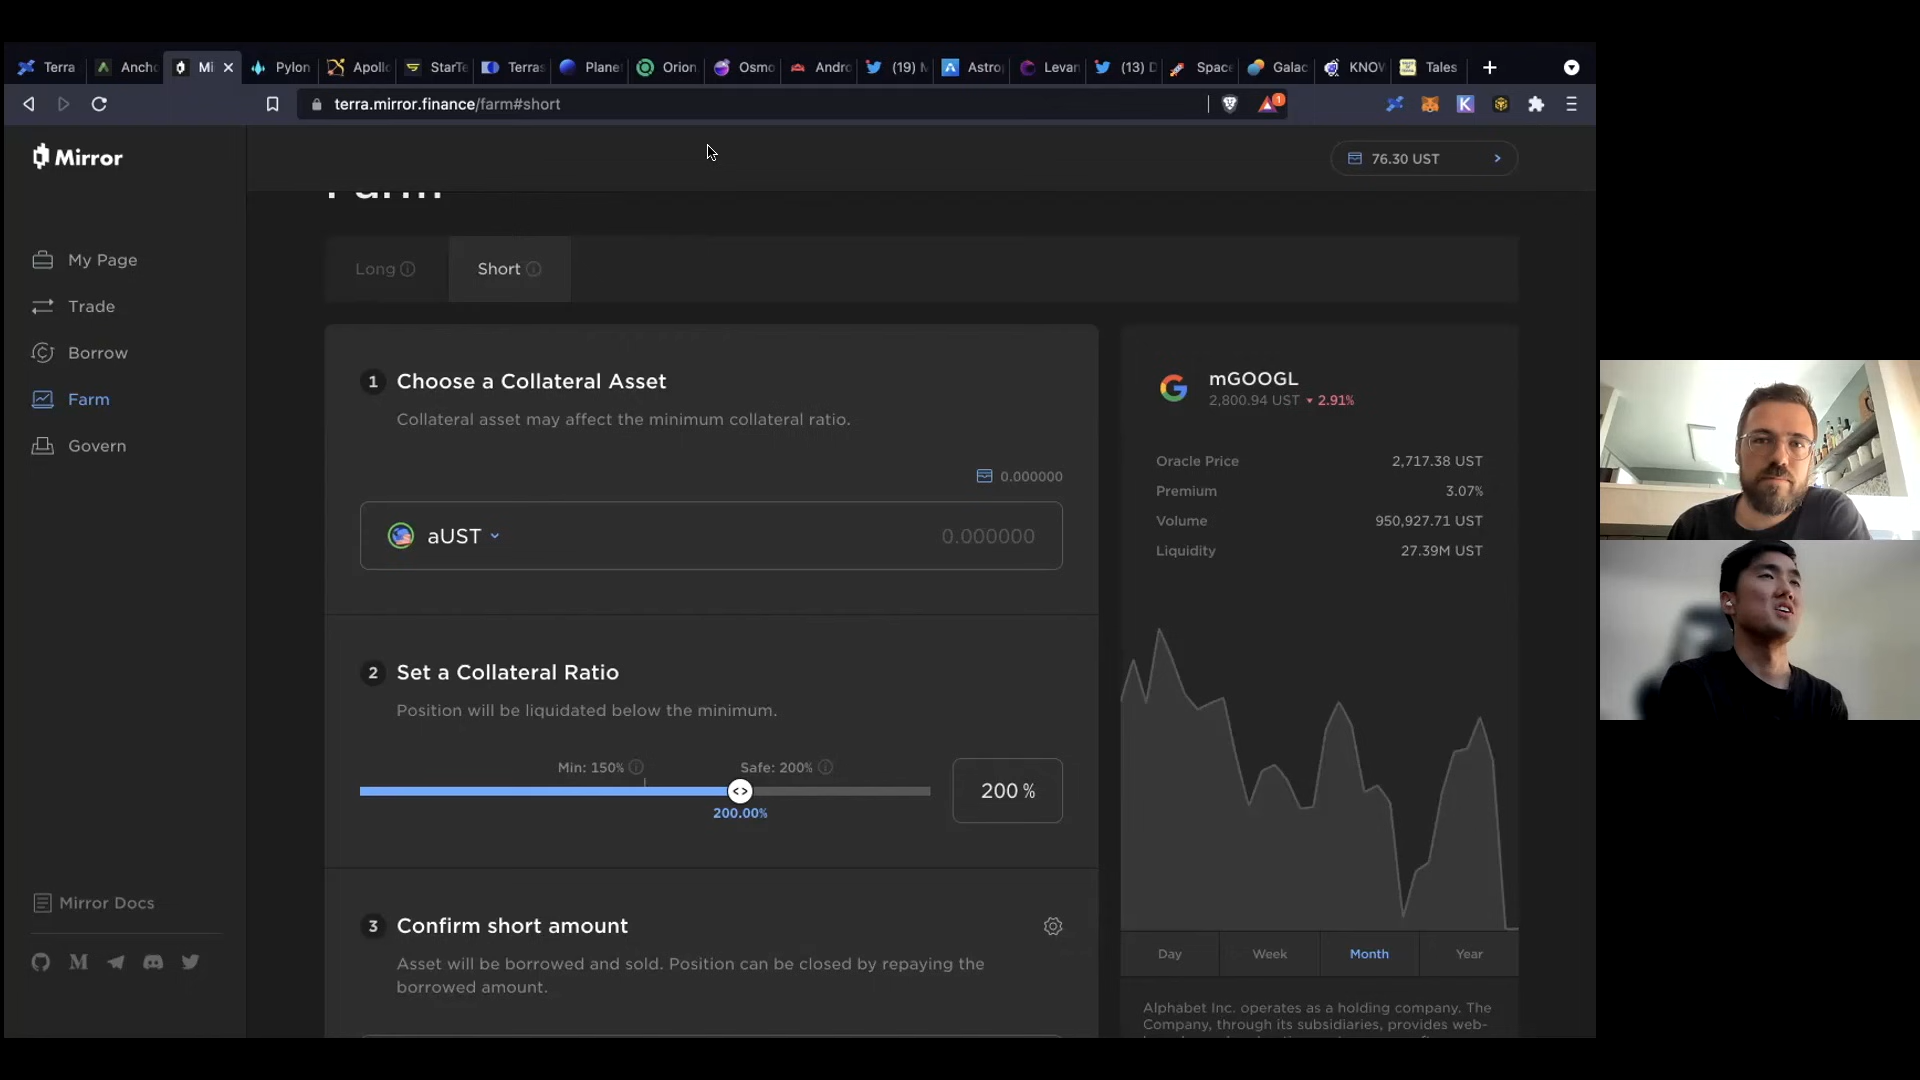 Terra
Ancho
Mi
Pylon
Apollo
StarTe
Terras
Plane
Orion
Osmo
Andro
(19) M
Astro
Levan
(13) D
Space
Galac
KNOW
Tales
terra.mirror.finance/farm#short
1
K
Mirror
76.30 UST
Farm
My Page
Trade
Borrow
Farm
Govern
Mirror Docs
Long
Short
1 Choose a Collateral Asset
Collateral asset may affect the minimum collateral ratio.
0.000000
aUST 0.000000
2 Set a Collateral Ratio
Position will be liquidated below the minimum.
Min: 150% Safe: 200%
200.00%
200 %
3 Confirm short amount
Asset will be borrowed and sold. Position can be closed by repaying the
borrowed amount.
mGOOGL
2,800.94 UST 2.91%
Oracle Price 2,717.38 UST
Premium 3.07%
Volume 950,927.71 UST
Liquidity 27.39M UST
Day Week Month Year
Alphabet Inc. operates as a holding company. The
Company, through its subsidiaries, provides web-